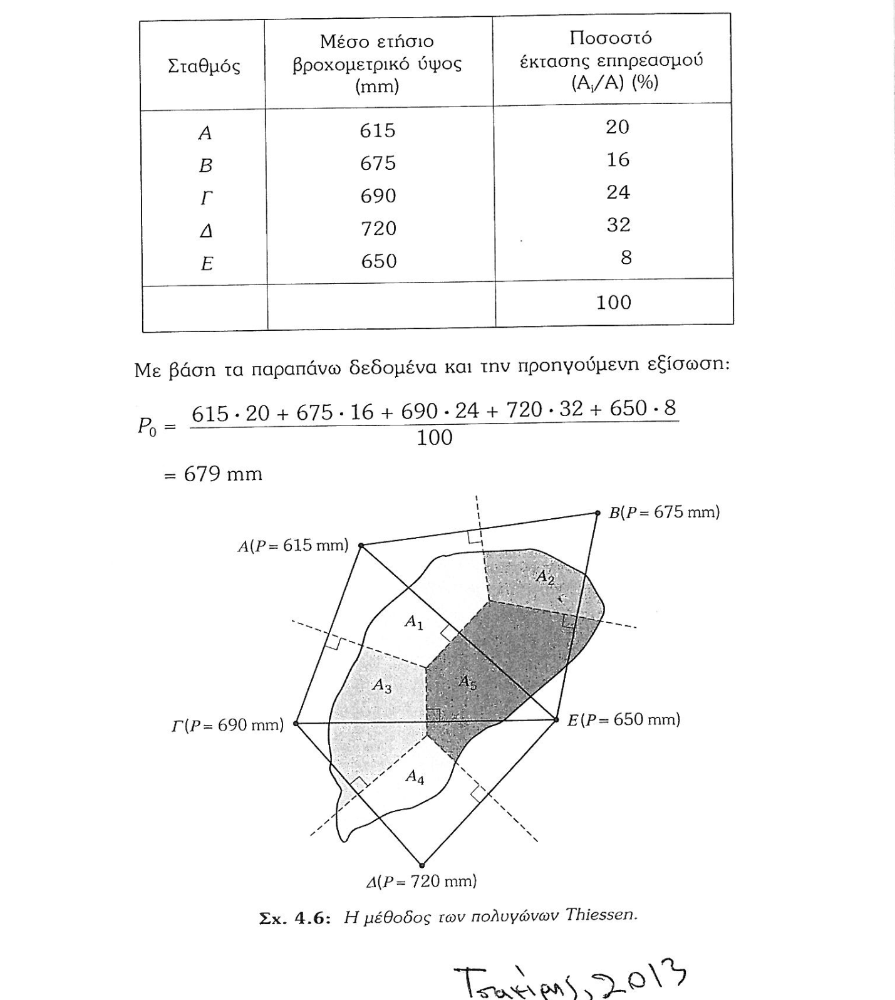 Σταθμός
Μέσο ετήσιο
βροχομετρικό ύψος
(mm)
Ποσοστό
έκτασης επηρεασμού
(Aᵢ/A) (%)
A 615 20
B 675 16
Γ 690 24
Δ 720 32
E 650 8
100
Με βάση τα παραπάνω δεδομένα και την προηγούμενη εξίσωση:
P₀ = 615 · 20 + 675 · 16 + 690 · 24 + 720 · 32 + 650 · 8
100
= 679 mm
B(P = 675 mm)
A(P = 615 mm)
A₂
A₁
A₃
A₅
Γ(P = 690 mm)
E(P = 650 mm)
A₄
Δ(P = 720 mm)
Σχ. 4.6: Η μέθοδος των πολυγώνων Thiessen.
Τσακίρης, 2013